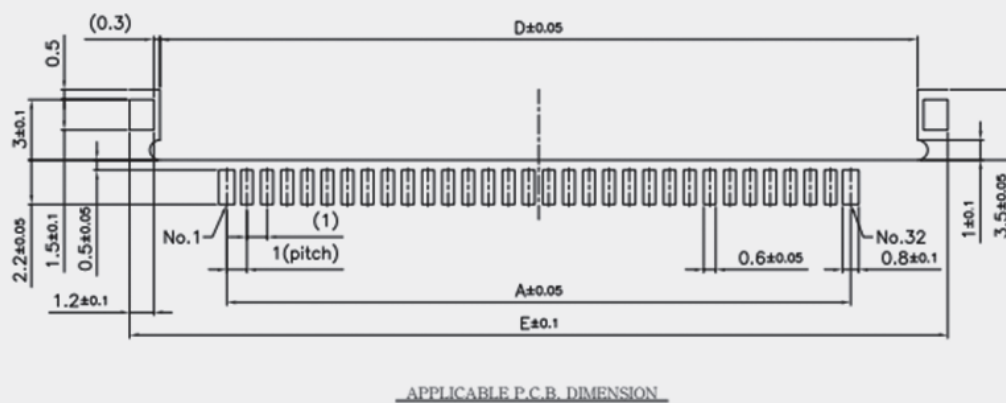 (0.3)
D±0.05
0.5
3±0.1
2.2±0.05
1.5±0.1
0.5±0.05
1.2±0.1
No.1
(1)
1(pitch)
No.32
0.6±0.05
0.8±0.1
1±0.1
3.5±0.05
A±0.05
E±0.1
APPLICABLE P.C.B. DIMENSION